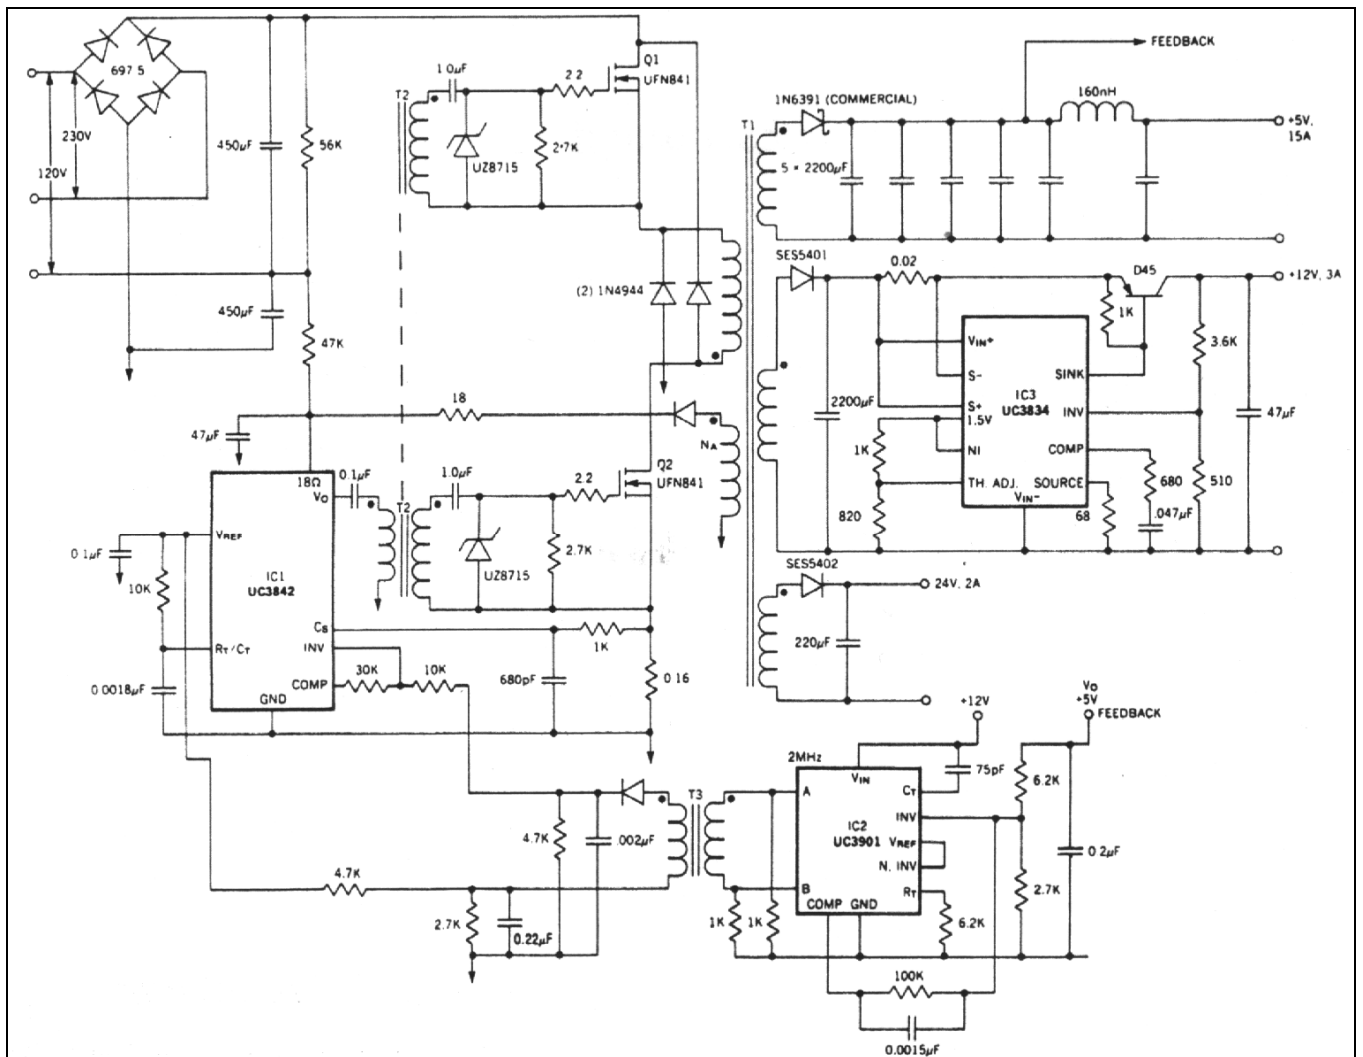 FEEDBACK
697 5
230V
120V
450µF
56K
450µF
47K
T2
1.0µF
UZ8715
2·7K
2.2
Q1
UFN841
T1
1N6391 (COMMERCIAL)
5 × 2200µF
160nH
+5V,
15A
(2) 1N4944
SES5401
0.02
D45
+12V, 3A
1K
3.6K
VIN+
S-
IC3
UC3834
SINK
S+
1.5V
INV
NI
COMP
TH. ADJ.
SOURCE
VIN-
2200µF
1K
820
680
.047µF
68
510
47µF
18
NA
47µF
18Ω
VO
0.1µF
VREF
0.1µF
10K
IC1
UC3842
CS
RT/CT
INV
COMP
GND
0.0018µF
30K
10K
T2
1.0µF
UZ8715
2.7K
2.2
Q2
UFN841
1K
680pF
0.16
SES5402
24V, 2A
220µF
+12V
VO
+5V
FEEDBACK
2MHz
VIN
75pF
A
CT
INV
IC2
UC3901
VREF
N. INV
B
RT
COMP
GND
6.2K
6.2K
2.7K
0.2µF
T3
4.7K
.002µF
4.7K
2.7K
0.22µF
1K
1K
100K
0.0015µF